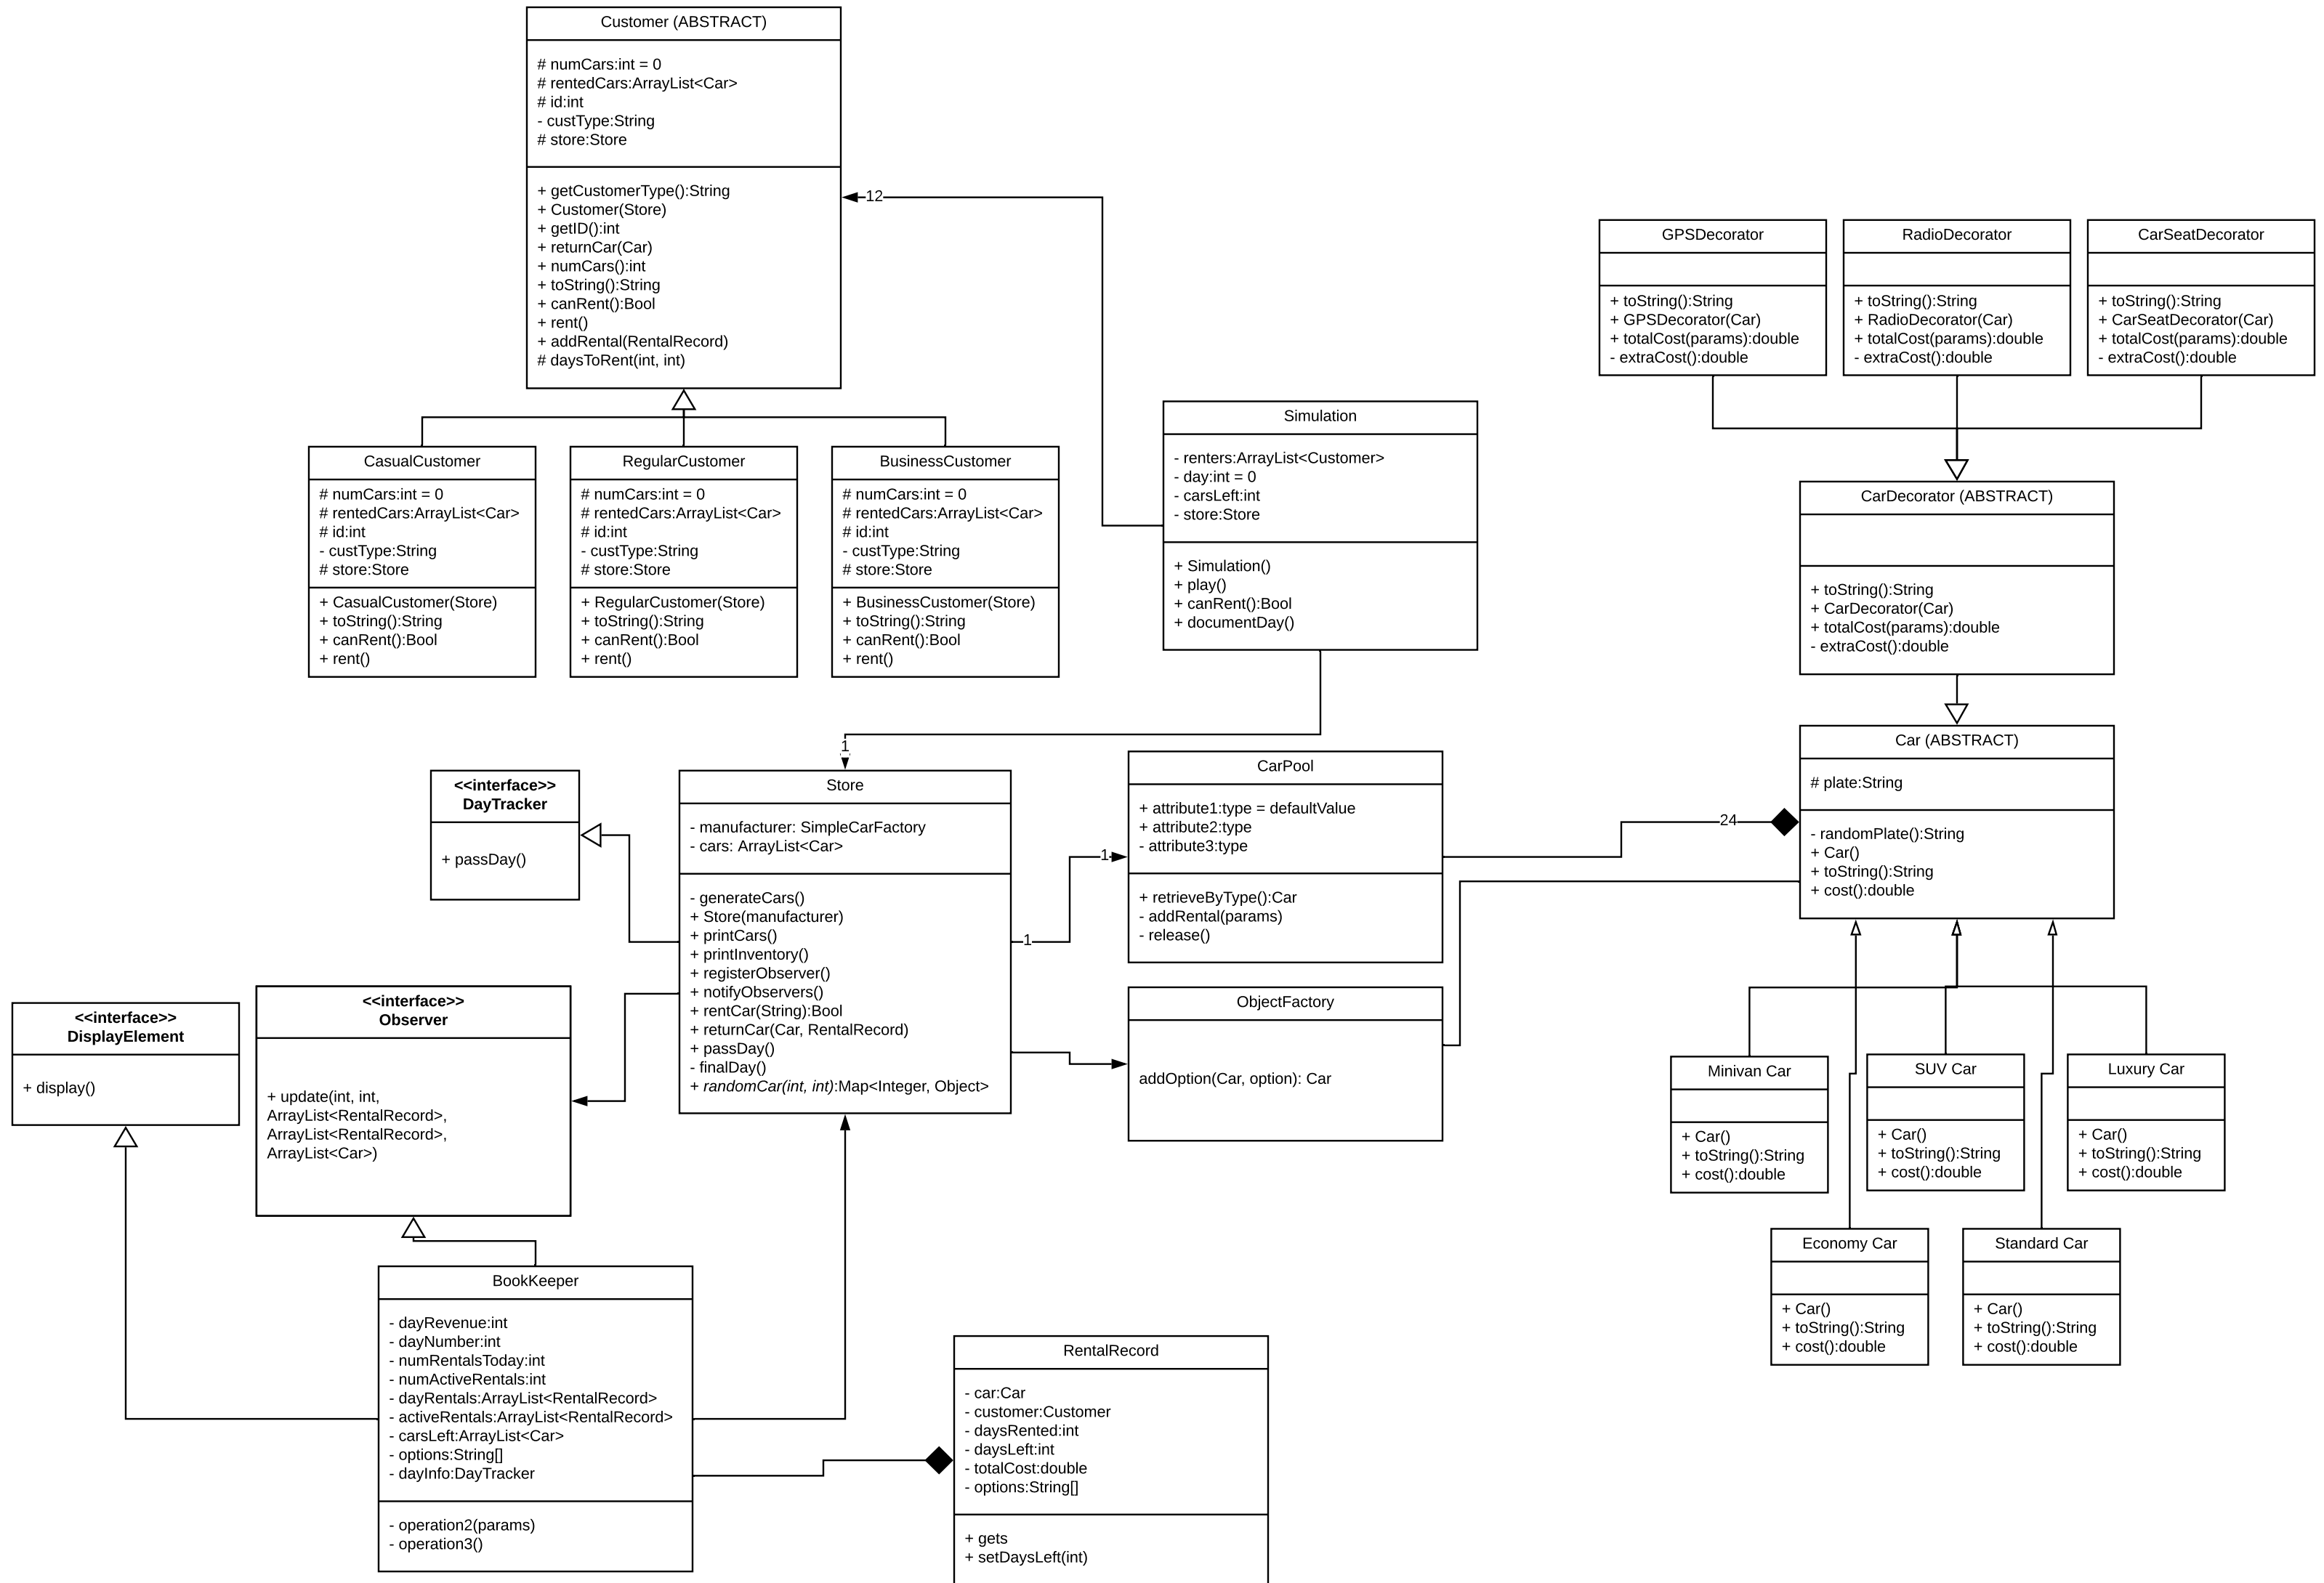 Customer (ABSTRACT)
# numCars:int = 0
# rentedCars:ArrayList<Car>
# id:int
- custType:String
# store:Store
+ getCustomerType():String
+ Customer(Store)
+ getID():int
+ returnCar(Car)
+ numCars():int
+ toString():String
+ canRent():Bool
+ rent()
+ addRental(RentalRecord)
# daysToRent(int, int)
12
CasualCustomer
# numCars:int = 0
# rentedCars:ArrayList<Car>
# id:int
- custType:String
# store:Store
+ CasualCustomer(Store)
+ toString():String
+ canRent():Bool
+ rent()
RegularCustomer
# numCars:int = 0
# rentedCars:ArrayList<Car>
# id:int
- custType:String
# store:Store
+ RegularCustomer(Store)
+ toString():String
+ canRent():Bool
+ rent()
BusinessCustomer
# numCars:int = 0
# rentedCars:ArrayList<Car>
# id:int
- custType:String
# store:Store
+ BusinessCustomer(Store)
+ toString():String
+ canRent():Bool
+ rent()
Simulation
- renters:ArrayList<Customer>
- day:int = 0
- carsLeft:int
- store:Store
+ Simulation()
+ play()
+ canRent():Bool
+ documentDay()
GPSDecorator
+ toString():String
+ GPSDecorator(Car)
+ totalCost(params):double
- extraCost():double
RadioDecorator
+ toString():String
+ RadioDecorator(Car)
+ totalCost(params):double
- extraCost():double
CarSeatDecorator
+ toString():String
+ CarSeatDecorator(Car)
+ totalCost(params):double
- extraCost():double
CarDecorator (ABSTRACT)
+ toString():String
+ CarDecorator(Car)
+ totalCost(params):double
- extraCost():double
Car (ABSTRACT)
# plate:String
- randomPlate():String
+ Car()
+ toString():String
+ cost():double
24
1
<<interface>>
DayTracker
+ passDay()
Store
- manufacturer: SimpleCarFactory
- cars: ArrayList<Car>
- generateCars()
+ Store(manufacturer)
+ printCars()
+ printInventory()
+ registerObserver()
+ notifyObservers()
+ rentCar(String):Bool
+ returnCar(Car, RentalRecord)
+ passDay()
- finalDay()
+ randomCar(int, int):Map<Integer, Object>
1
1
CarPool
+ attribute1:type = defaultValue
+ attribute2:type
- attribute3:type
+ retrieveByType():Car
- addRental(params)
- release()
ObjectFactory
addOption(Car, option): Car
<<interface>>
DisplayElement
+ display()
<<interface>>
Observer
+ update(int, int,
ArrayList<RentalRecord>,
ArrayList<RentalRecord>,
ArrayList<Car>)
Minivan Car
+ Car()
+ toString():String
+ cost():double
SUV Car
+ Car()
+ toString():String
+ cost():double
Luxury Car
+ Car()
+ toString():String
+ cost():double
Economy Car
+ Car()
+ toString():String
+ cost():double
Standard Car
+ Car()
+ toString():String
+ cost():double
BookKeeper
- dayRevenue:int
- dayNumber:int
- numRentalsToday:int
- numActiveRentals:int
- dayRentals:ArrayList<RentalRecord>
- activeRentals:ArrayList<RentalRecord>
- carsLeft:ArrayList<Car>
- options:String[]
- dayInfo:DayTracker
- operation2(params)
- operation3()
RentalRecord
- car:Car
- customer:Customer
- daysRented:int
- daysLeft:int
- totalCost:double
- options:String[]
+ gets
+ setDaysLeft(int)